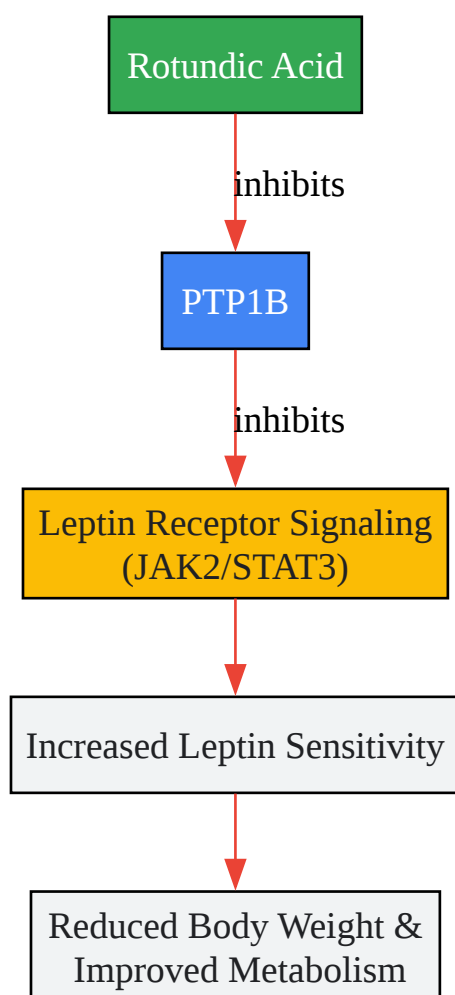 Rotundic Acid
inhibits
PTP1B
inhibits
Leptin Receptor Signaling
(JAK2/STAT3)
Increased Leptin Sensitivity
Reduced Body Weight &
Improved Metabolism